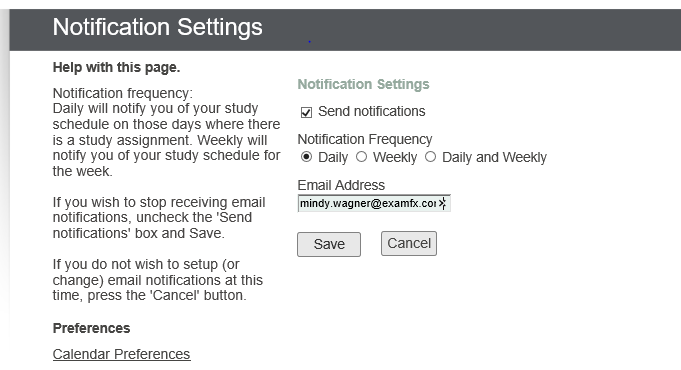 Notification Settings
Help with this page.
Notification frequency:
Daily will notify you of your study
schedule on those days where there
is a study assignment. Weekly will
notify you of your study schedule for
the week.
If you wish to stop receiving email
notifications, uncheck the 'Send
notifications' box and Save.
If you do not wish to setup (or
change) email notifications at this
time, press the 'Cancel' button.
Preferences
Calendar Preferences
Notification Settings
Send notifications
Notification Frequency
Daily Weekly Daily and Weekly
Email Address
mindy.wagner@examfx.co
Save Cancel